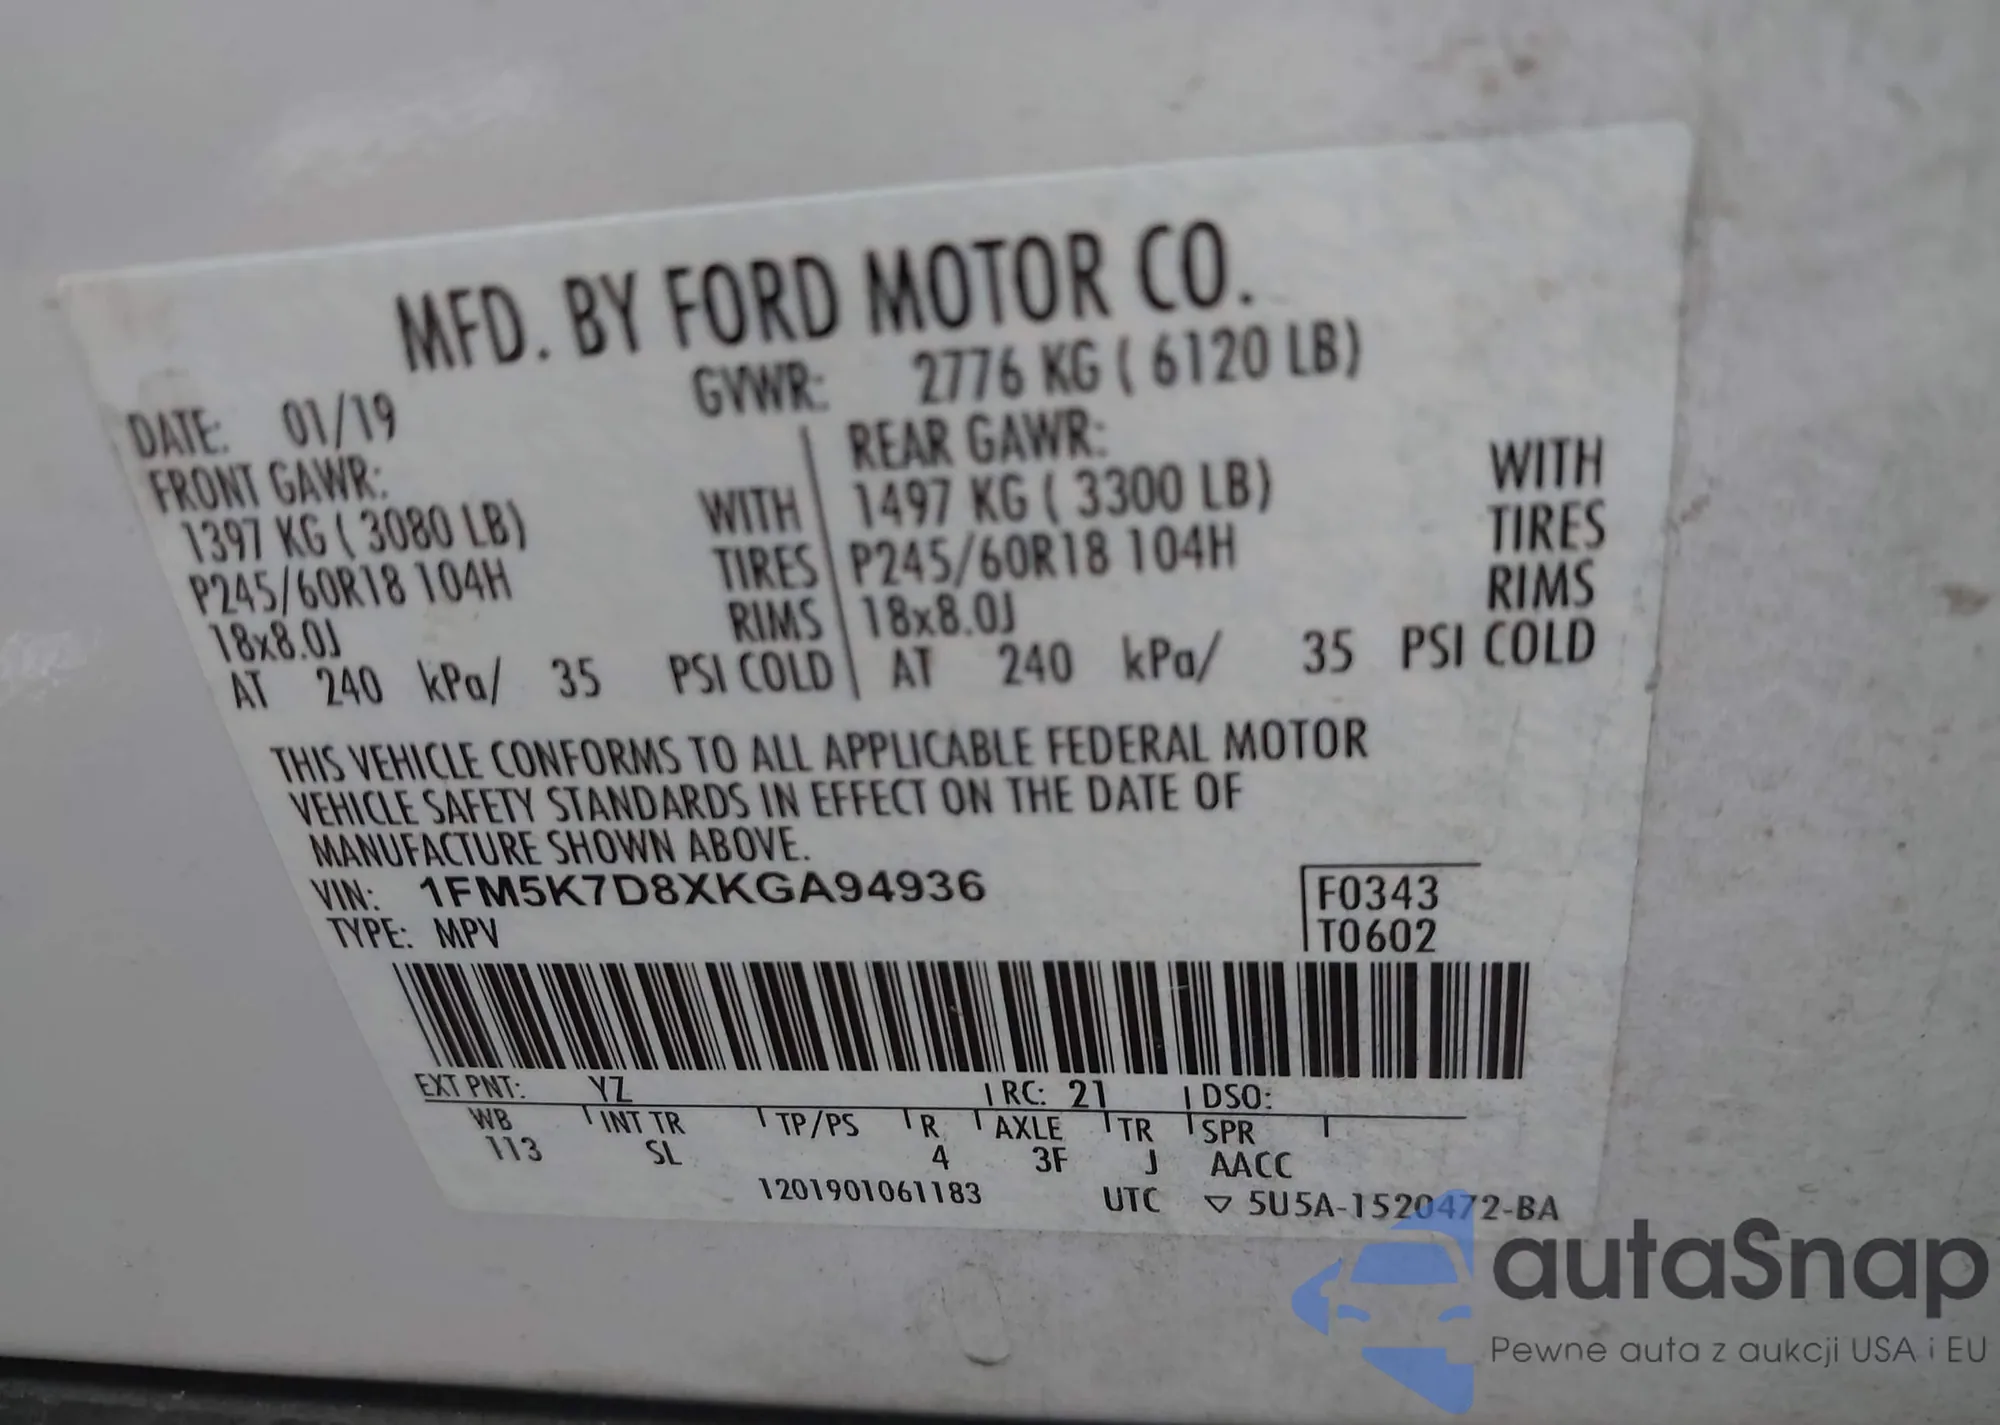 MFD. BY FORD MOTOR CO.
DATE: 01/19 GVWR: 2776 KG ( 6120 LB)
FRONT GAWR: REAR GAWR:
1397 KG ( 3080 LB) WITH 1497 KG ( 3300 LB) WITH
P245/60R18 104H TIRES P245/60R18 104H TIRES
18x8.0J RIMS 18x8.0J RIMS
AT 240 kPa/ 35 PSI COLD AT 240 kPa/ 35 PSI COLD
THIS VEHICLE CONFORMS TO ALL APPLICABLE FEDERAL MOTOR
VEHICLE SAFETY STANDARDS IN EFFECT ON THE DATE OF
MANUFACTURE SHOWN ABOVE.
VIN: 1FM5K7D8XKGA94936 F0343
TYPE: MPV T0602
EXT PNT: YZ RC: 21 DSO:
WB INT TR TP/PS R AXLE TR SPR
113 SL 4 3F J AACC
1201901061183 UTC ▽ 5U5A-1520472-BA
autaSnap
Pewne auta z aukcji USA i EU